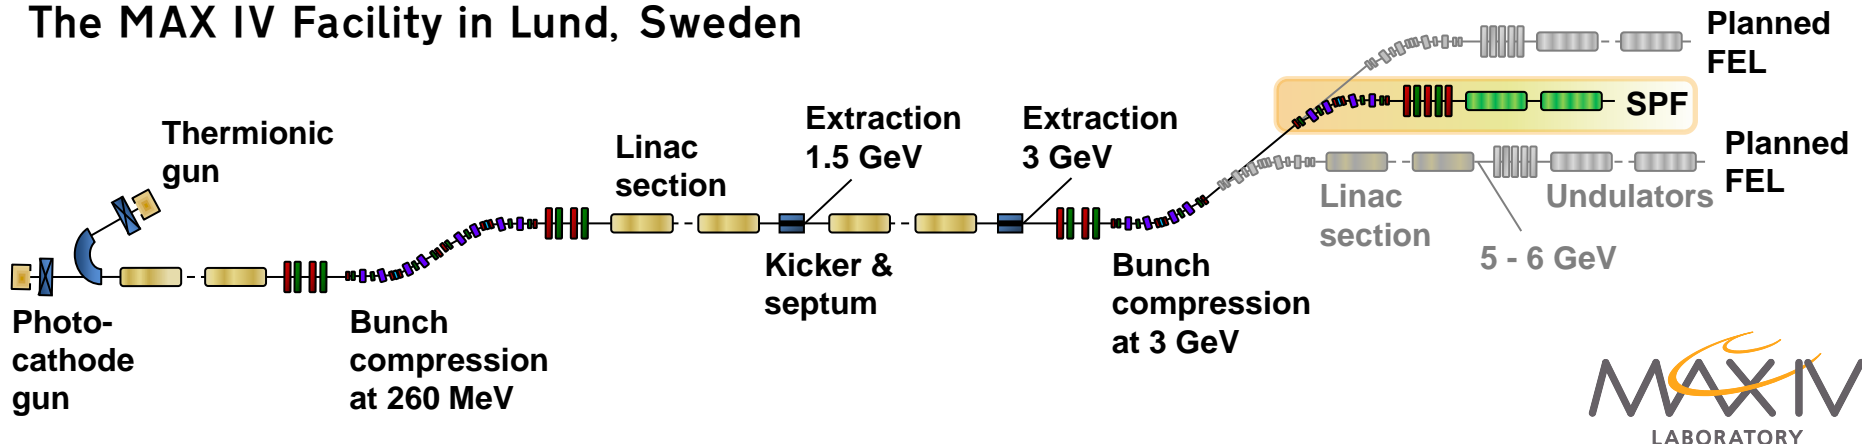 The MAX IV Facility in Lund, Sweden
Planned
FEL
SPF
Planned
FEL
Thermionic
gun
Linac
section
Extraction
1.5 GeV
Extraction
3 GeV
Linac
section
Undulators
5 - 6 GeV
Kicker &
septum
Bunch
compression
at 3 GeV
Photo-
cathode
gun
Bunch
compression
at 260 MeV
MAX IV
LABORATORY